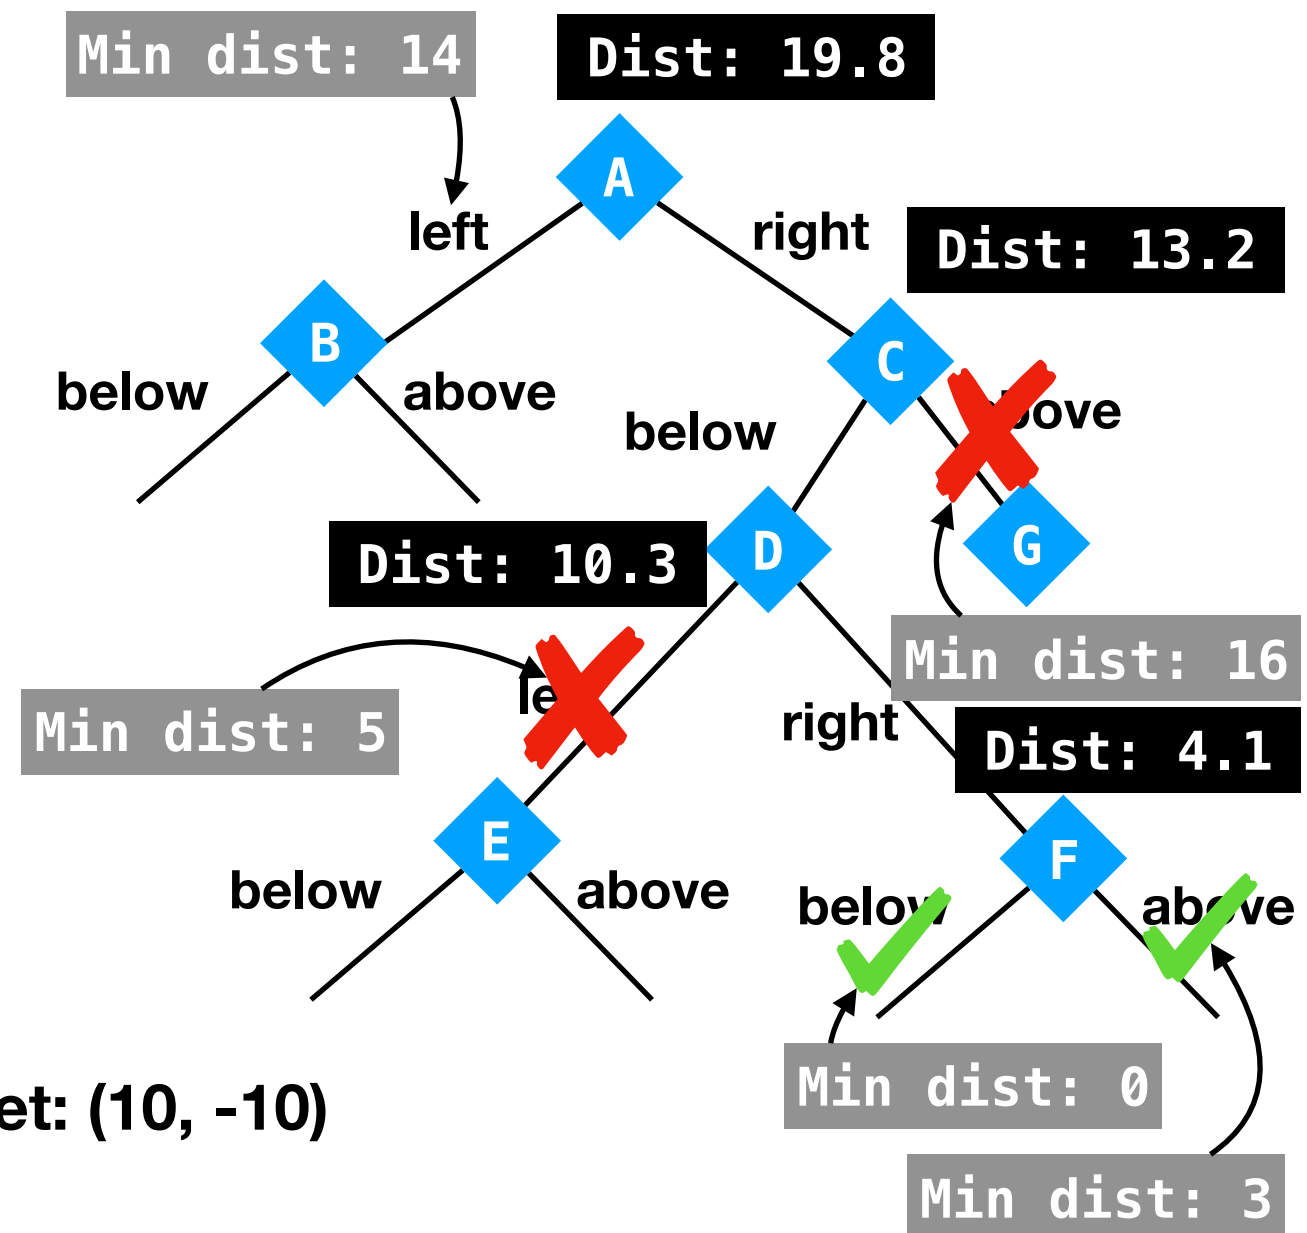 Min dist: 14
Dist: 19.8
A
left
right
Dist: 13.2
B
C
below
above
below
D
Dist: 10.3
G
Min dist: 16
Min dist: 5
right
Dist: 4.1
E
F
below
above
below
above
Min dist: 0
et: (10, -10)
Min dist: 3